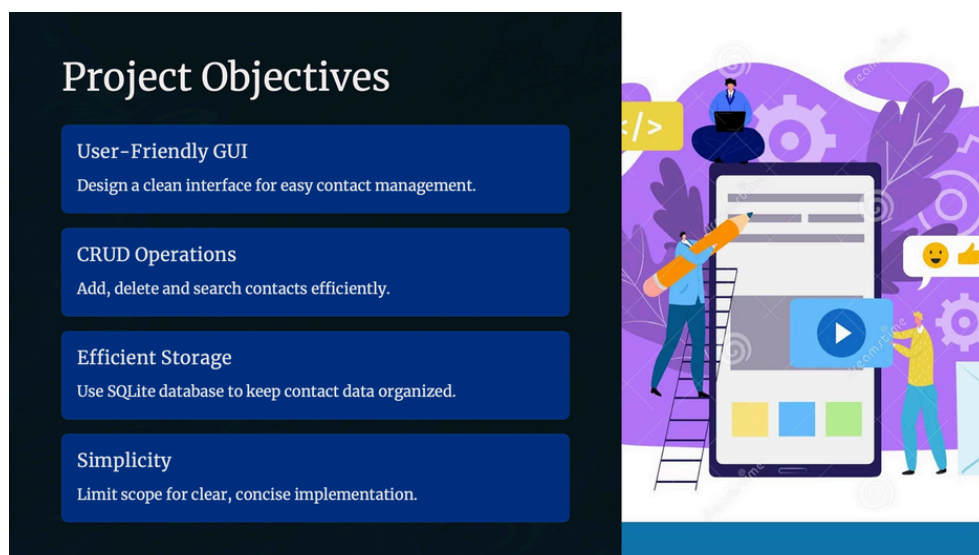 Project Objectives
User-Friendly GUI
Design a clean interface for easy contact management.
CRUD Operations
Add, delete and search contacts efficiently.
Efficient Storage
Use SQLite database to keep contact data organized.
Simplicity
Limit scope for clear, concise implementation.
</>
dreamstime